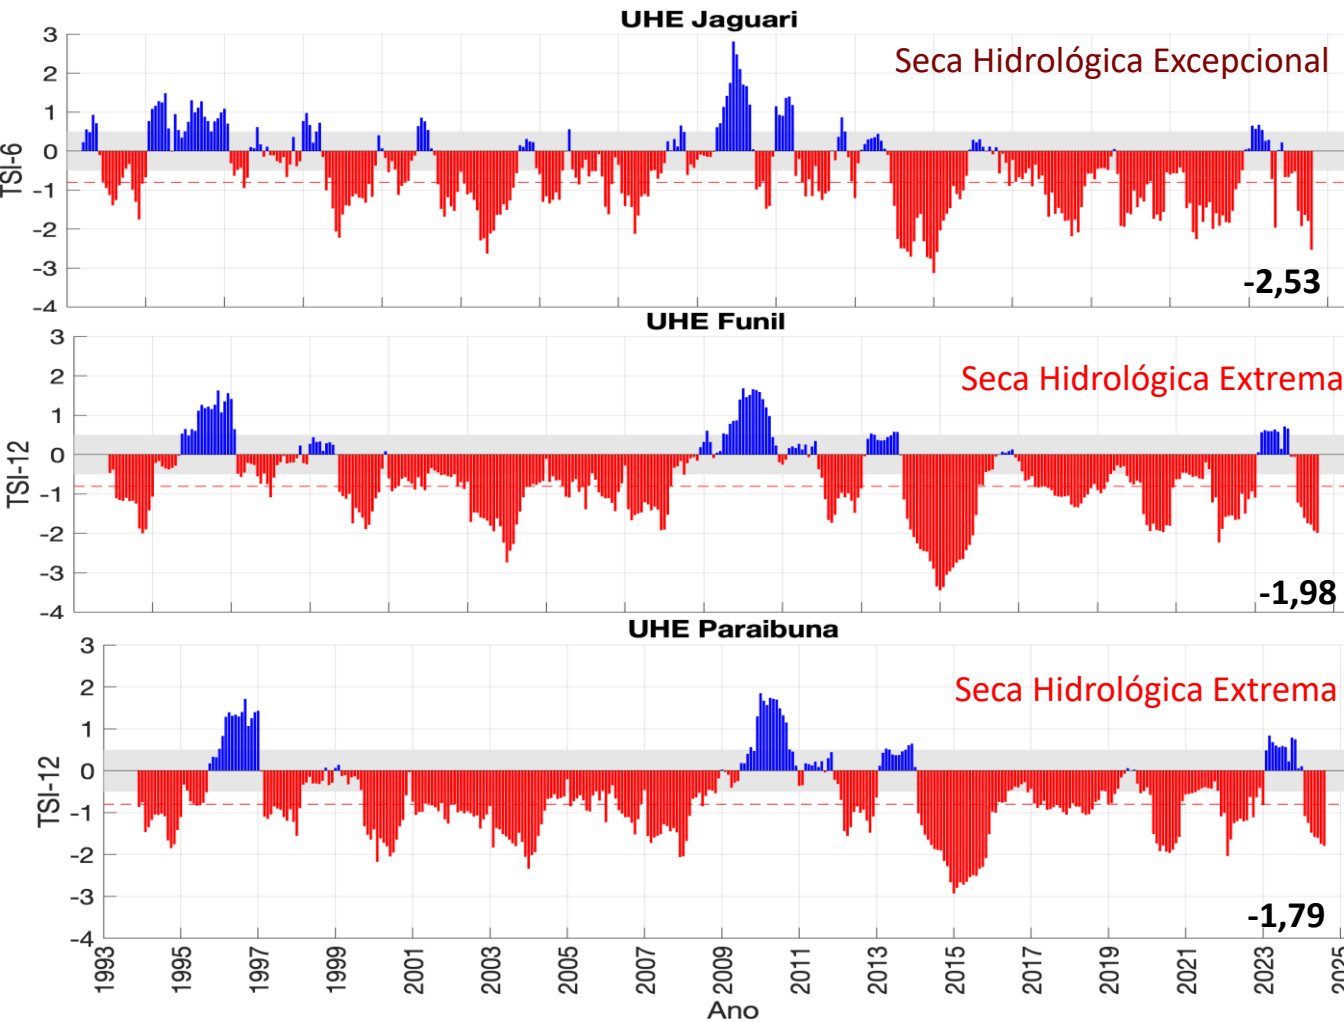 UHE Jaguari
Seca Hidrológica Excepcional
TSI-6
3
2
1
0
-1
-2
-3
-4
-2,53
UHE Funil
Seca Hidrológica Extrema
TSI-12
3
2
1
0
-1
-2
-3
-4
-1,98
UHE Paraibuna
Seca Hidrológica Extrema
TSI-12
3
2
1
0
-1
-2
-3
-4
-1,79
1993 1995 1997 1999 2001 2003 2005 2007 2009 2011 2013 2015 2017 2019 2021 2023 2025
Ano